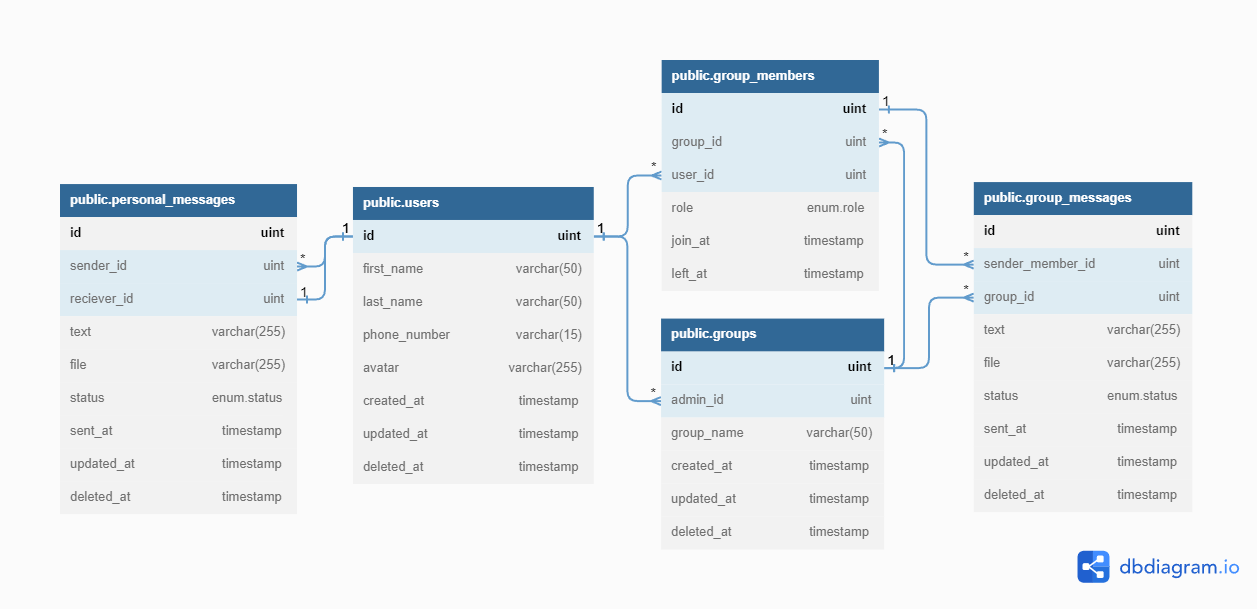 public.personal_messages
id uint
*
sender_id uint
1
reciever_id uint
text varchar(255)
file varchar(255)
status enum.status
sent_at timestamp
updated_at timestamp
deleted_at timestamp
public.users
1
id uint
1
first_name varchar(50)
last_name varchar(50)
phone_number varchar(15)
avatar varchar(255)
created_at timestamp
updated_at timestamp
deleted_at timestamp
public.group_members
id uint
1
group_id uint
*
*
user_id uint
role enum.role
join_at timestamp
left_at timestamp
public.groups
id uint
1
*
admin_id uint
group_name varchar(50)
created_at timestamp
updated_at timestamp
deleted_at timestamp
public.group_messages
id uint
*
sender_member_id uint
*
group_id uint
text varchar(255)
file varchar(255)
status enum.status
sent_at timestamp
updated_at timestamp
deleted_at timestamp
dbdiagram.io